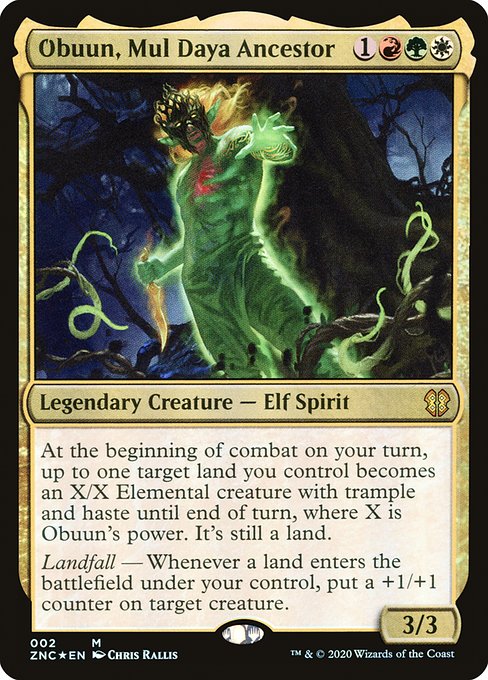 Obuun, Mul Daya Ancestor 1
Legendary Creature — Elf Spirit
At the beginning of combat on your turn,
up to one target land you control becomes
an X/X Elemental creature with trample
and haste until end of turn, where X is
Obuun's power. It's still a land.
Landfall — Whenever a land enters the
battlefield under your control, put a +1/+1
counter on target creature.
3/3
002 M
ZNC★EN Chris Rallis
™ & © 2020 Wizards of the Coast